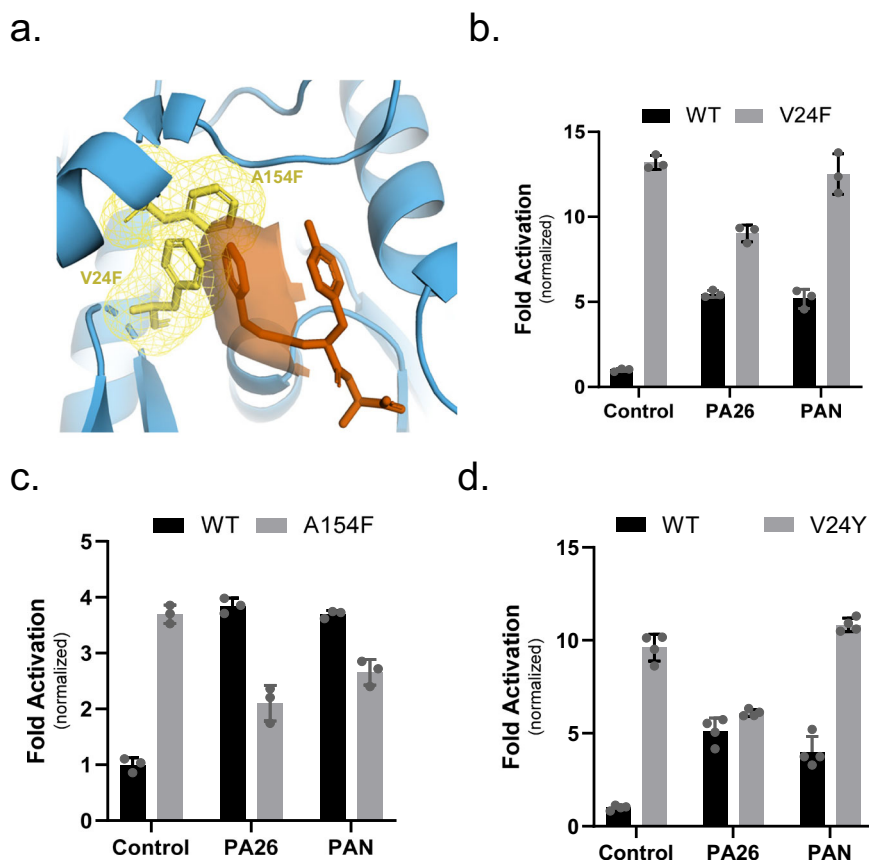 a.
A154F
V24F
b.
WT V24F
Fold Activation
(normalized)
15
10
5
0
Control PA26 PAN
c.
WT A154F
Fold Activation
(normalized)
5
4
3
2
1
0
Control PA26 PAN
d.
WT V24Y
Fold Activation
(normalized)
15
10
5
0
Control PA26 PAN